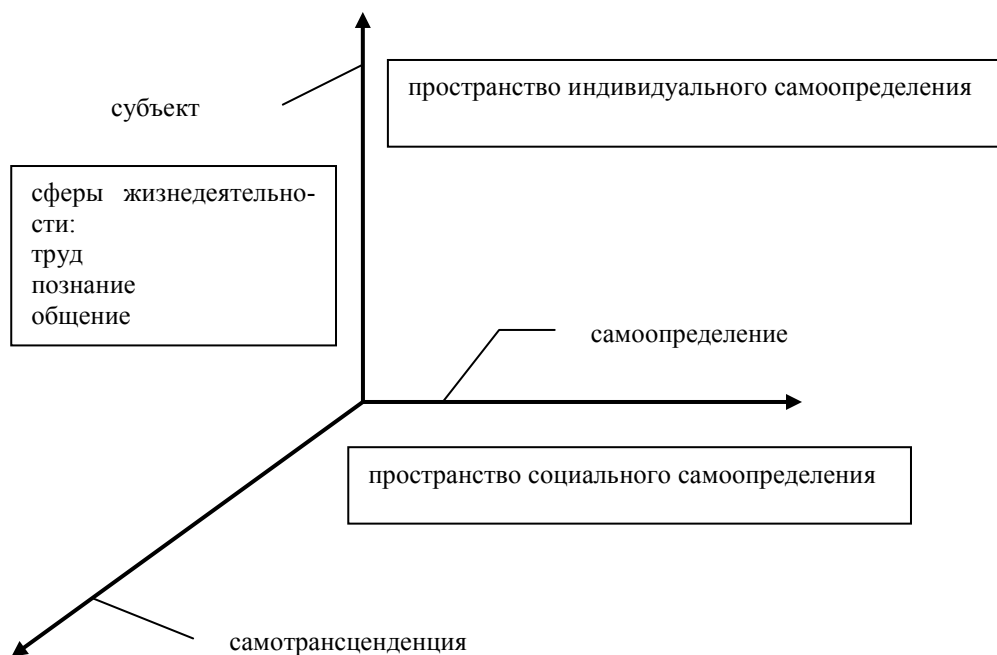 пространство индивидуального самоопределения
субъект
сферы жизнедеятельно-
сти:
труд
познание
общение
самоопределение
пространство социального самоопределения
самотрансценденция